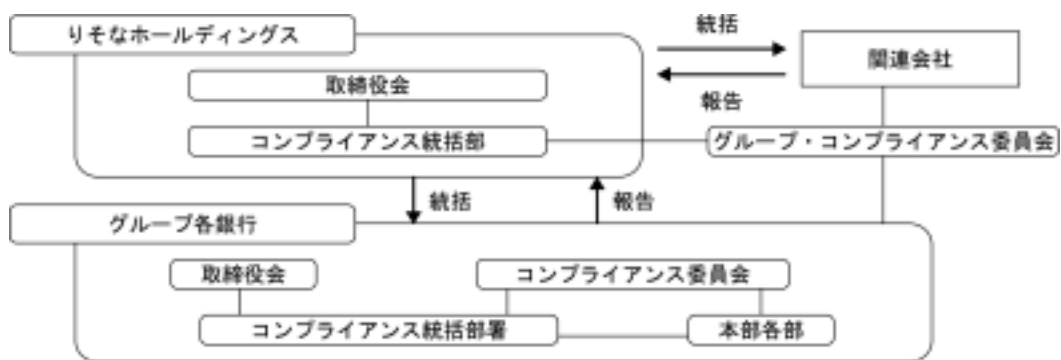 りそなホールディングス
統括
関連会社
取締役会
報告
コンプライアンス統括部
グループ・コンプライアンス委員会
統括
報告
グループ各銀行
取締役会
コンプライアンス委員会
コンプライアンス統括部署
本部各部